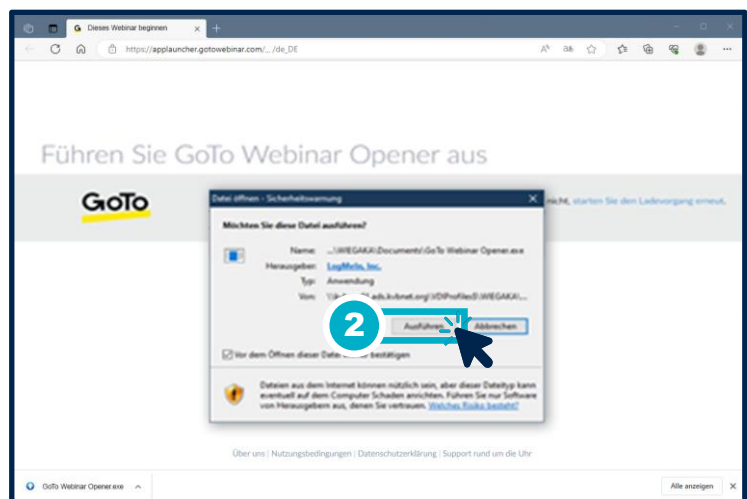 Dieses Webinar beginnen
https://applauncher.gotowebinar.com/_ /de_DE
Führen Sie GoTo Webinar Opener aus
GoTo
nicht, starten Sie den Ladevorgang erneut.
Datei öffnen - Sicherheitswarnung
Möchten Sie diese Datei ausführen?
Name: ...\WEGAKA\Documents\GoTo Webinar Opener.exe
Herausgeber: LogMeIn, Inc.
Typ: Anwendung
Von:
2
Ausführen
Abbrechen
Vor dem Öffnen dieser bestätigen
Dateien aus dem Internet können nützlich sein, aber dieser Dateityp kann
eventuell auf dem Computer Schaden anrichten. Führen Sie nur Software
von Herausgebern aus, denen Sie vertrauen. Welches Risiko besteht?
Über uns | Nutzungsbedingungen | Datenschutzerklärung | Support rund um die Uhr
GoTo Webinar Opener.exe
Alle anzeigen